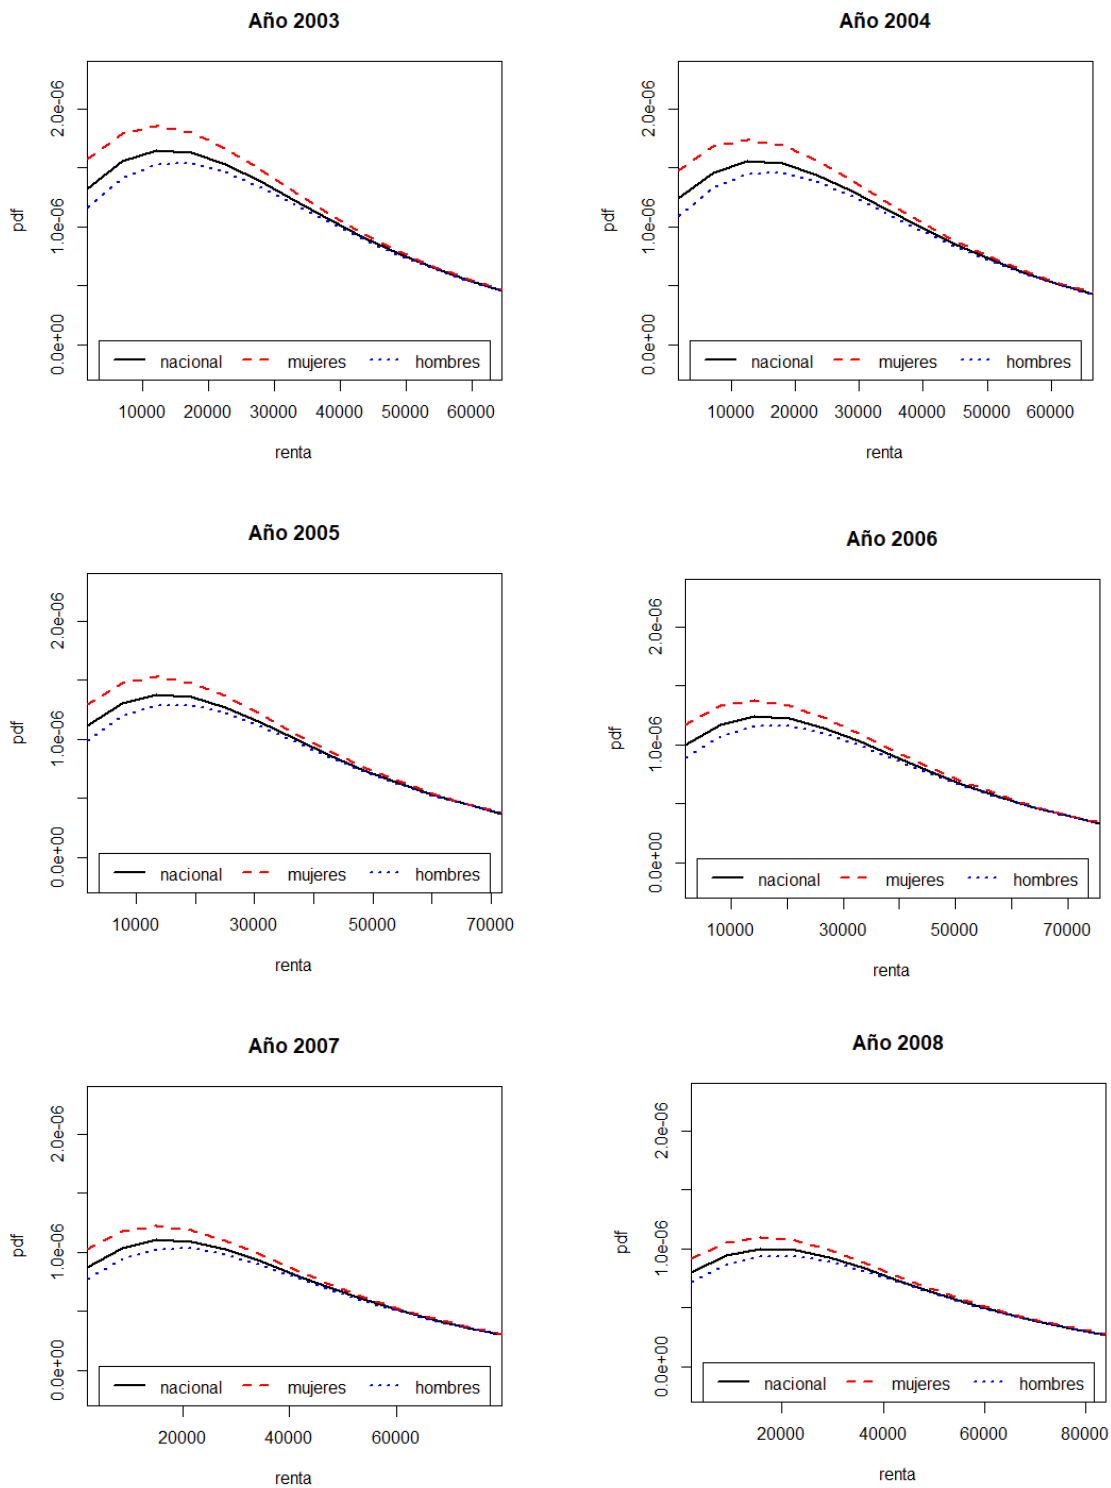 Año 2003
pdf
0.0e+00 1.0e-06 2.0e-06
nacional mujeres hombres
10000 20000 30000 40000 50000 60000
renta
Año 2004
pdf
0.0e+00 1.0e-06 2.0e-06
nacional mujeres hombres
10000 20000 30000 40000 50000 60000
renta
Año 2005
pdf
0.0e+00 1.0e-06 2.0e-06
nacional mujeres hombres
10000 30000 50000 70000
renta
Año 2006
pdf
0.0e+00 1.0e-06 2.0e-06
nacional mujeres hombres
10000 30000 50000 70000
renta
Año 2007
pdf
0.0e+00 1.0e-06 2.0e-06
nacional mujeres hombres
20000 40000 60000
renta
Año 2008
pdf
0.0e+00 1.0e-06 2.0e-06
nacional mujeres hombres
20000 40000 60000 80000
renta